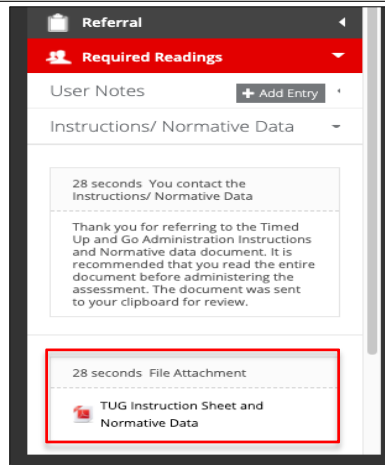 Referral
Required Readings
User Notes
+ Add Entry
Instructions/ Normative Data
28 seconds You contact the
Instructions/ Normative Data
Thank you for referring to the Timed
Up and Go Administration Instructions
and Normative data document. It is
recommended that you read the entire
document before administering the
assessment. The document was sent
to your clipboard for review.
28 seconds File Attachment
TUG Instruction Sheet and
Normative Data